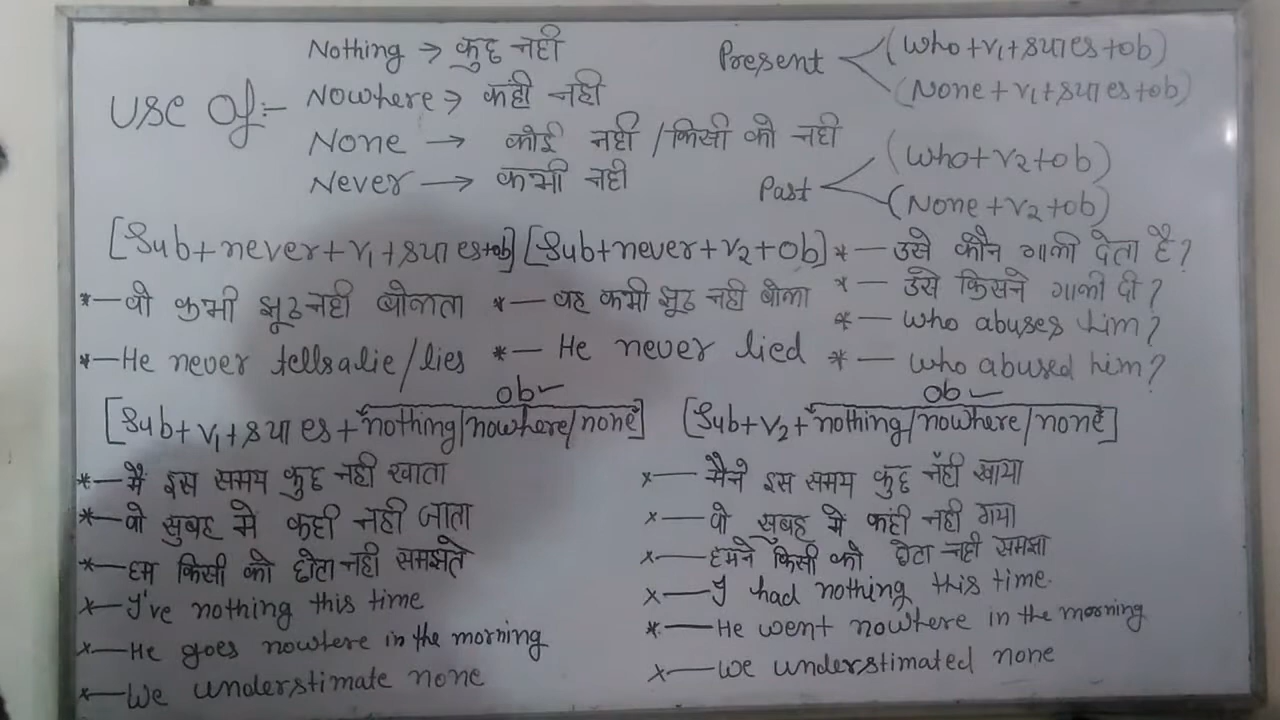 Use Of:-
Nothing → कुछ नही
Nowhere → कही नही
None → कोई नही / किसी को नही
Never → कभी नही
Present < (Who+v₁+s या es+ob)
(None+v₁+s या es+ob)
Past < (Who+v₂+ob)
(None+v₂+ob)
[Sub+never+v₁+s या es+ob] [Sub+never+v₂+ob]
*— वो कभी झूठ नही बोलता
*— He never tells a lie/lies
*— वह कभी झूठ नही बोला
*— He never lied
*— उसे कौन गाली देता है?
*— उसे किसने गाली दी?
*— Who abuses him?
*— Who abused him?
ob
[Sub+v₁+s या es+"nothing/nowhere/none"]
*— मै इस समय कुछ नही खाता
*— वो सुबह मे कही नही जाता
*— हम किसी को छोटा नही समझते
*— I've nothing this time
*— He goes nowhere in the morning
*— We understimate none
ob
[Sub+v₂+"nothing/nowhere/none"]
*— मैने इस समय कुछ नही खाया
*— वो सुबह मे कही नही गया
*— हमने किसी को छोटा नही समझा
*— I had nothing this time.
*— He went nowhere in the morning
*— We understimated none